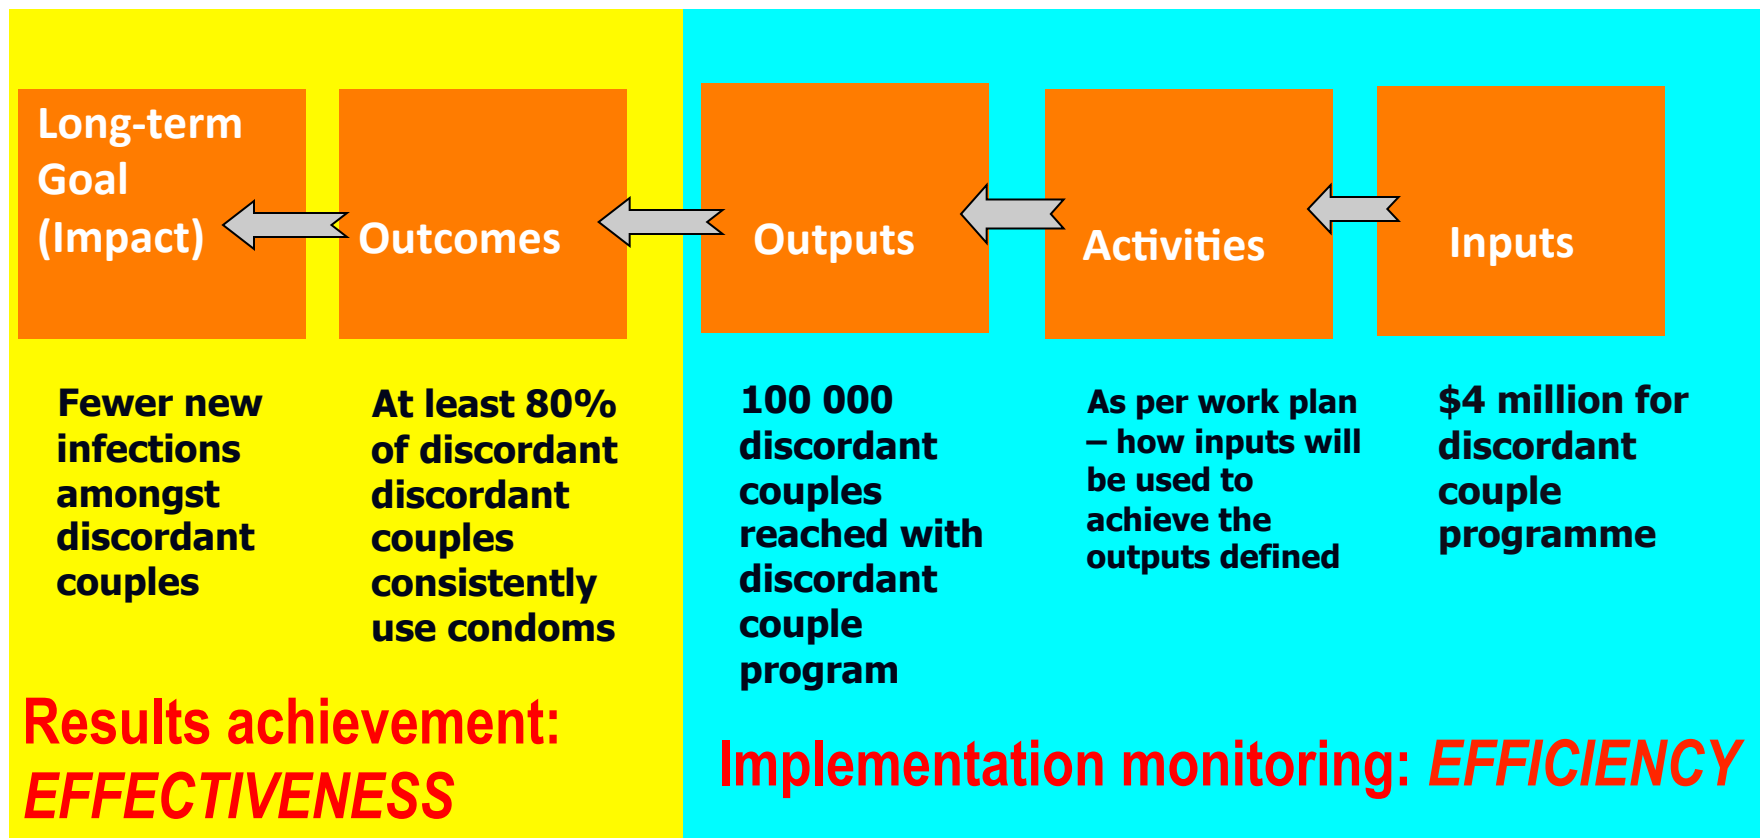 Long-term
Goal
(Impact)
Outcomes
Outputs
Activities
Inputs
Fewer new
infections
amongst
discordant
couples
At least 80%
of discordant
discordant
couples
consistently
use condoms
100 000
discordant
couples
reached with
discordant
couple
program
As per work plan
– how inputs will
be used to
achieve the
outputs defined
$4 million for
discordant
couple
programme
Results achievement:
EFFECTIVENESS
Implementation monitoring: EFFICIENCY